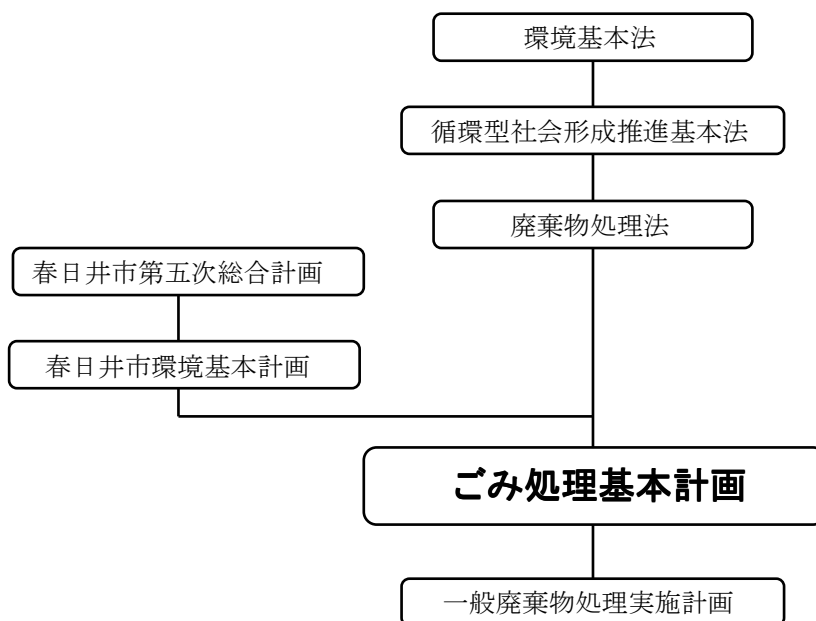 環境基本法
循環型社会形成推進基本法
廃棄物処理法
春日井市第五次総合計画
春日井市環境基本計画
ごみ処理基本計画
一般廃棄物処理実施計画